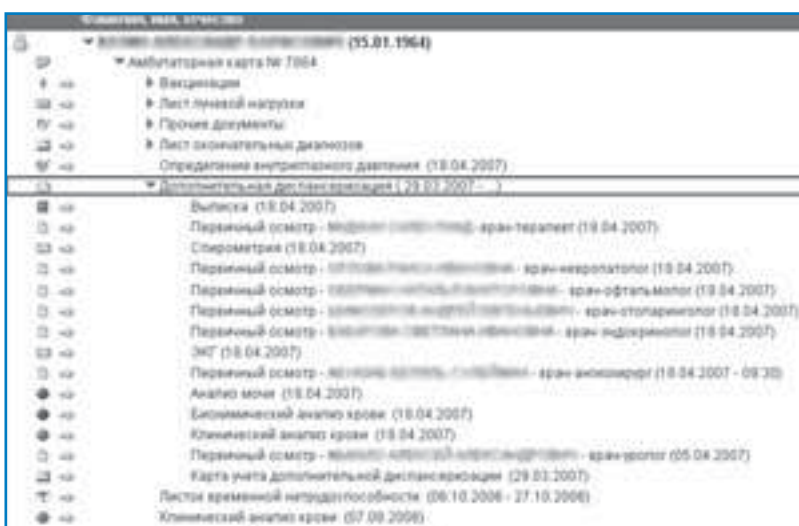 Фамилия, имя, отчество
(15.01.1964)
Амбулаторная карта № 7864
Вакцинации
Лист лучевой нагрузки
Прочие документы
Лист окончательных диагнозов
Определение внутриглазного давления (18.04.2007)
Дополнительная диспансеризация ( 29.03.2007 - ... )
Выписка (18.04.2007)
Первичный осмотр - врач-терапевт (18.04.2007)
Спирометрия (18.04.2007)
Первичный осмотр - врач-невропатолог (18.04.2007)
Первичный осмотр - врач-офтальмолог (18.04.2007)
Первичный осмотр - врач-отоларинголог (18.04.2007)
Первичный осмотр - врач-эндокринолог (18.04.2007)
ЭКГ (18.04.2007)
Первичный осмотр - (18.04.2007 - 09:30)
Анализ мочи (18.04.2007)
Биохимический анализ крови (18.04.2007)
Клинический анализ крови (18.04.2007)
Первичный осмотр - врач-уролог (05.04.2007)
Карта учета дополнительной диспансеризации (29.03.2007)
Листок временной нетрудоспособности (06.10.2006 - 27.10.2006)
Клинический анализ крови (07.09.2006)